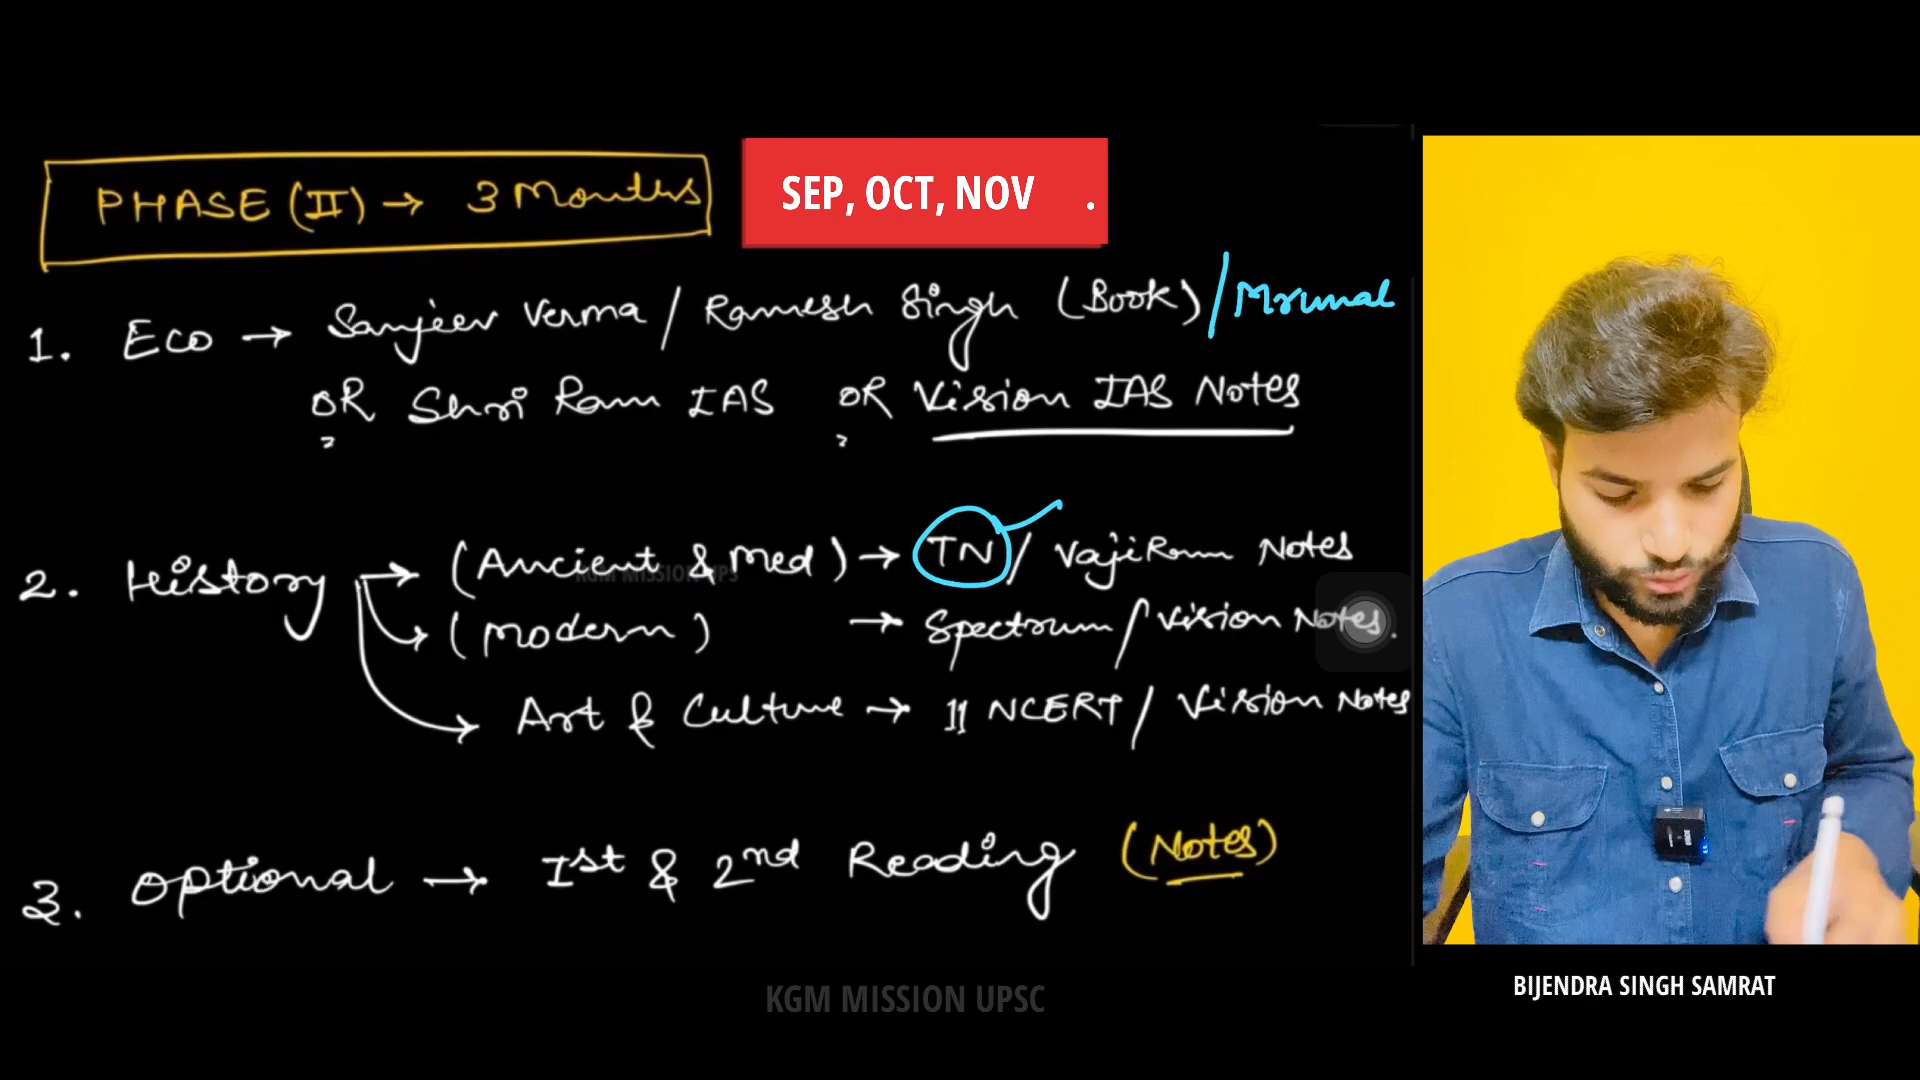 PHASE (II) → 3 Months
SEP, OCT, NOV .
1. Eco → Sanjeev Verma / Ramesh Singh (Book) / Mrunal
OR Shri Ram IAS OR Vision IAS Notes
2. History → (Ancient & Med) → TN / VajiRam Notes
→ (Modern) → Spectrum / Vision Notes.
→ Art & Culture → 11 NCERT / Vision Notes
3. Optional → Ist & 2nd Reading (Notes)
KGM MISSION UPSC
BIJENDRA SINGH SAMRAT